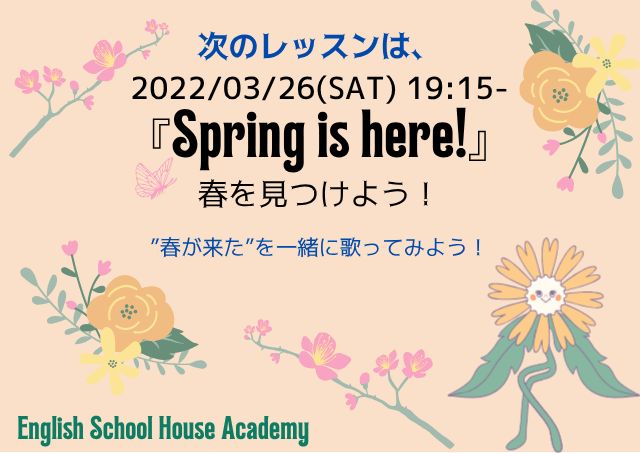 次のレッスンは、
2022/03/26(SAT) 19:15-
『Spring is here!』
春を見つけよう！
”春が来た”を一緒に歌ってみよう！
English School House Academy